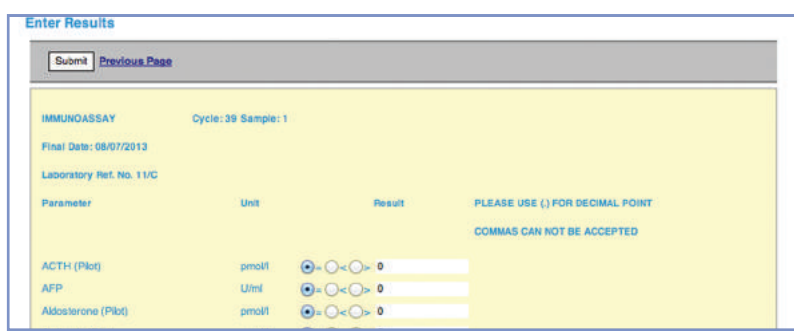 Enter Results
Submit Previous Page
IMMUNOASSAY Cycle: 39 Sample: 1
Final Date: 08/07/2013
Laboratory Ref. No. 11/C
Parameter Unit Result PLEASE USE (.) FOR DECIMAL POINT
COMMAS CAN NOT BE ACCEPTED
ACTH (Pilot) pmol/l = < > 0
AFP U/ml = < > 0
Aldosterone (Pilot) pmol/l = < > 0